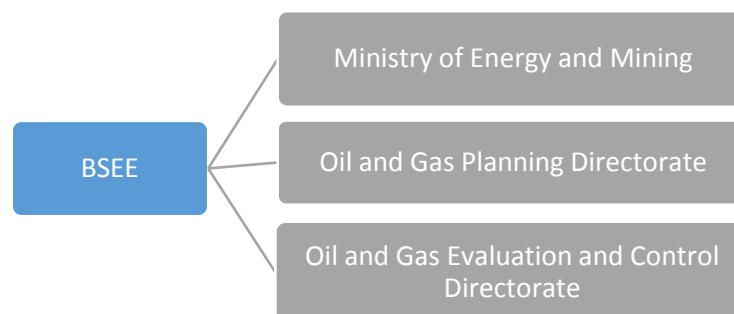 Ministry of Energy and Mining
BSEE
Oil and Gas Planning Directorate
Oil and Gas Evaluation and Control
Directorate